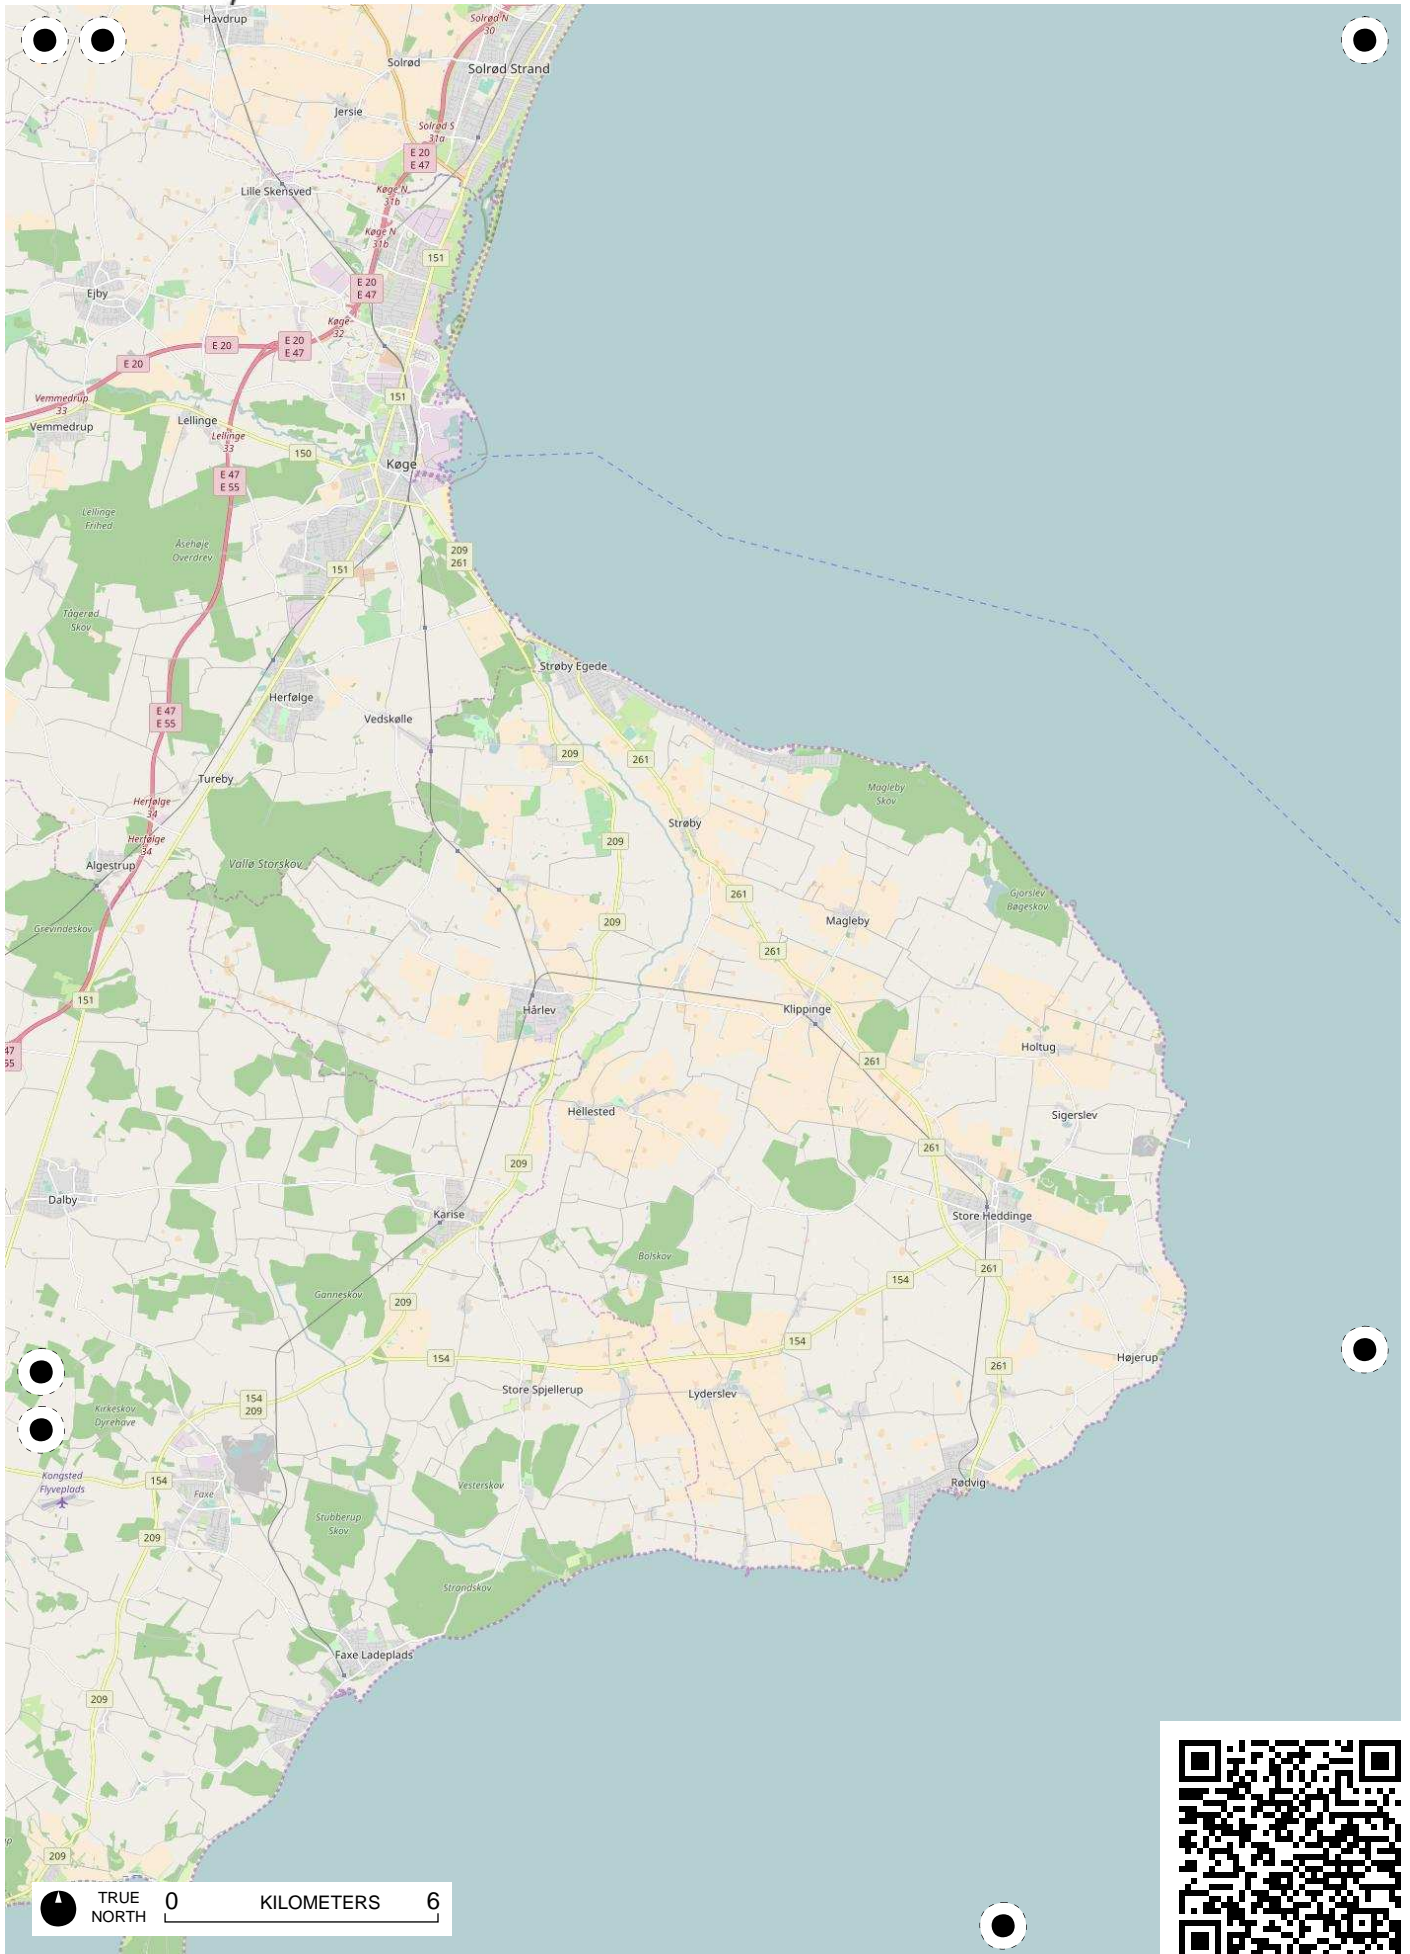 Havdrup
Solrød N
30
Solrød
Solrød Strand
Jersie
Solrød S
31a
E 20
E 47
Lille Skensved
Køge N
31b
Køge N
31b
151
E 20
E 47
Ejby
Køge
32
E 20
E 20
E 47
E 20
Vemmedrup
33
151
Lellinge
Vemmedrup
Lellinge
33
150
Køge
E 47
E 55
Lellinge
Frihed
Åsehøje
Overdrev
209
261
151
Tågerød
Skov
Strøby Egede
Herfølge
E 47
E 55
Vedskølle
209
261
Tureby
Magleby
Skov
Herfølge
34
Strøby
Herfølge
34
209
Algestrup
Vallø Storskov
261
Gjorslev
Bøgeskov
Magleby
209
Grevindeskov
261
151
Hårlev
Klippinge
47
55
Holtug
261
Hellested
Sigerslev
261
209
Dalby
Karise
Store Heddinge
Bolskov
261
154
Ganneskov
209
154
154
Højerup
261
Store Spjellerup
Lyderslev
154
209
Kirkeskov
Dyrehave
Kongsted
Flyveplads
154
Vesterskov
Rødvig
Faxe
Stubberup
Skov
209
Strandskov
Faxe Ladeplads
209
209
TRUE
NORTH
0 KILOMETERS 6